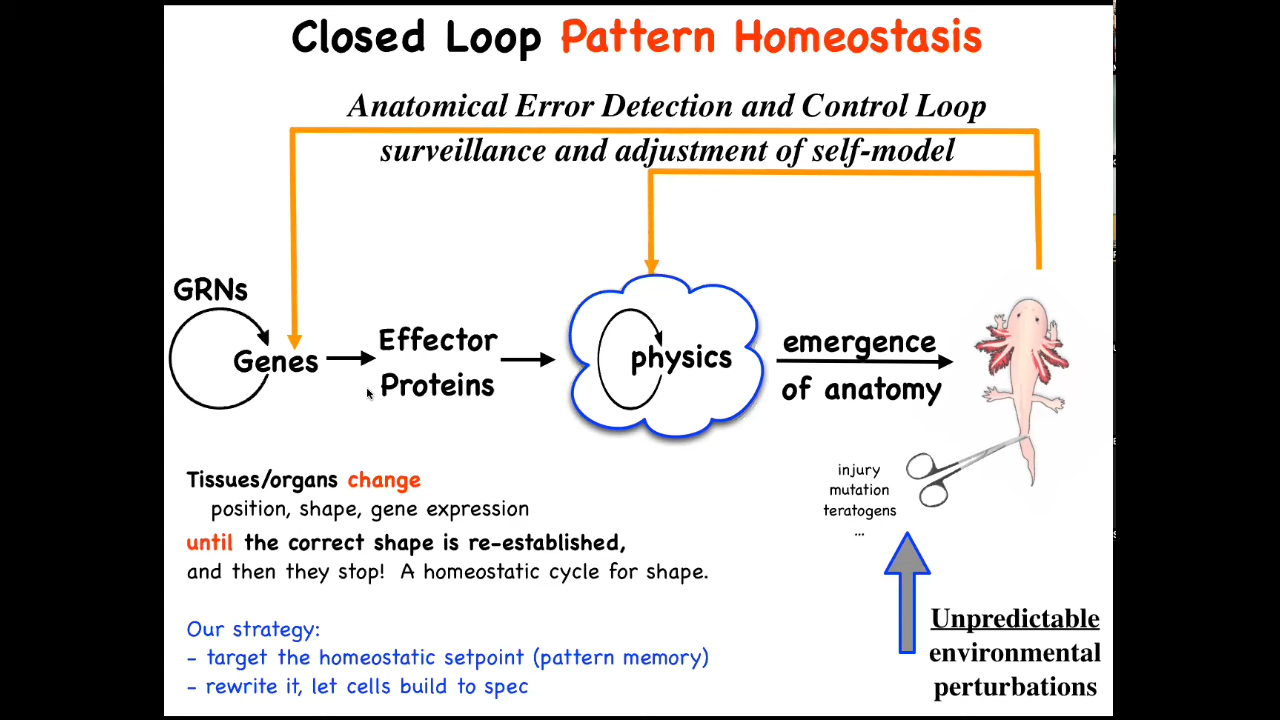 Closed Loop Pattern Homeostasis
Anatomical Error Detection and Control Loop
surveillance and adjustment of self-model
GRNs
Genes
Effector
Proteins
physics
emergence
of anatomy
Tissues/organs change
position, shape, gene expression
until the correct shape is re-established,
and then they stop! A homeostatic cycle for shape.
Our strategy:
- target the homeostatic setpoint (pattern memory)
- rewrite it, let cells build to spec
injury
mutation
teratogens
...
Unpredictable
environmental
perturbations